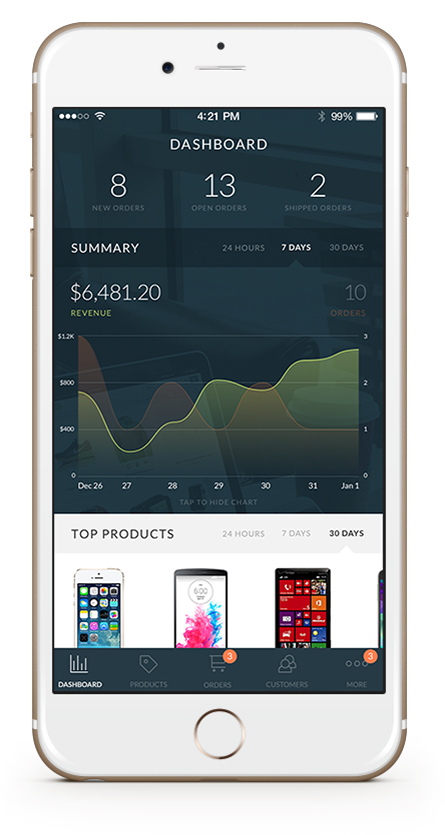 4:21 PM 99%
DASHBOARD
8 13 2
NEW ORDERS OPEN ORDERS SHIPPED ORDERS
SUMMARY 24 HOURS 7 DAYS 30 DAYS
$6,481.20 10
REVENUE ORDERS
$1.2K 3
$800 2
$400 1
0 0
Dec 26 27 28 29 30 31 Jan 1
TAP TO HIDE CHART
TOP PRODUCTS 24 HOURS 7 DAYS 30 DAYS
3 3
DASHBOARD PRODUCTS ORDERS CUSTOMERS MORE